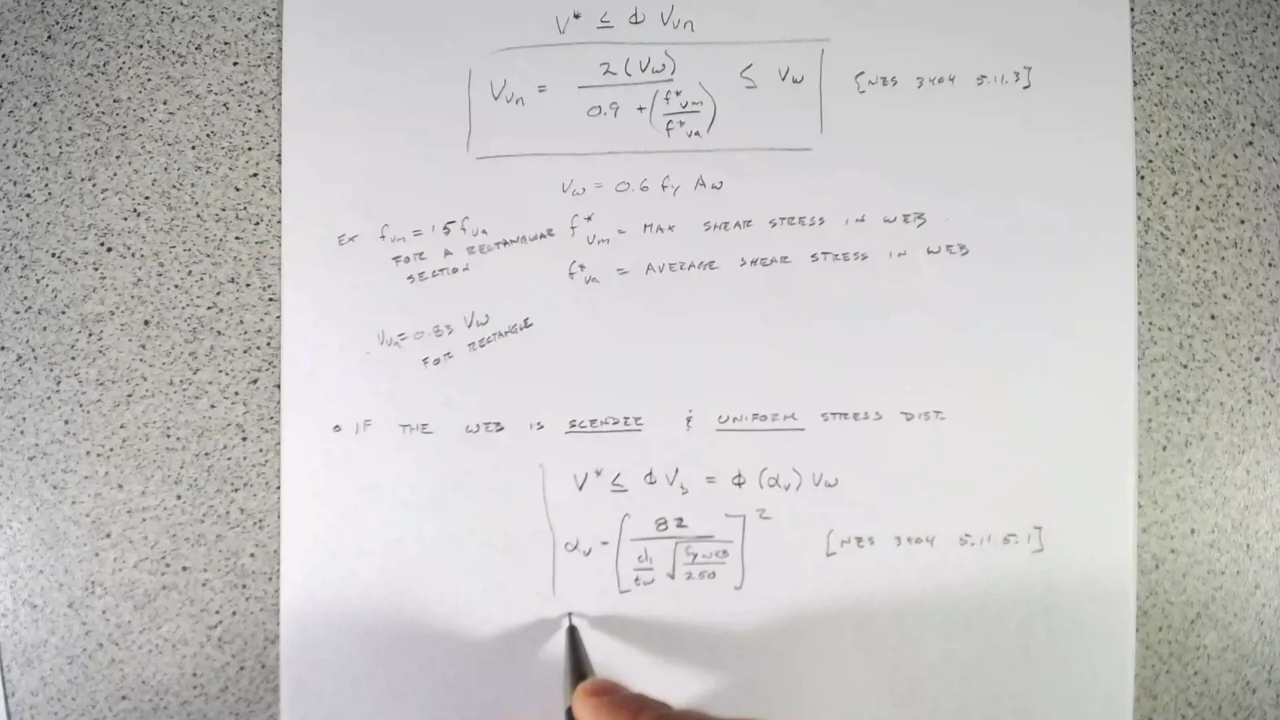 V* ≤ ϕ Vvn
Vvn = 2 (Vw) / 0.9 + (f*vm / f*va) ≤ Vw [NZS 3404 5.11.3]
Vw = 0.6 fy Aw
Ex fvm = 1.5 fva
FOR A RECTANGULAR
SECTION
f*vm = MAX SHEAR STRESS IN WEB
f*va = AVERAGE SHEAR STRESS IN WEB
Vvn = 0.83 Vw
FOR RECTANGLE
o IF THE WEB IS SLENDER & UNIFORM STRESS DIST.
V* ≤ ϕ Vb = ϕ (αv) Vw
αv = [82 / (d1/tw √(fy WEB / 250))]² [NZS 3404 5.11.5.1]